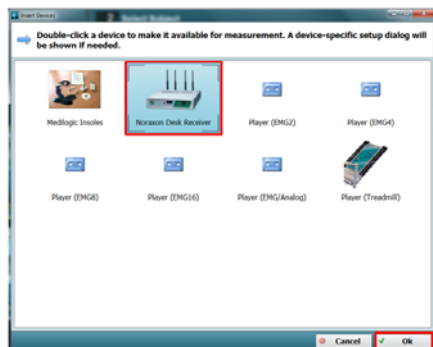 Insert Devices
Double-click a device to make it available for measurement. A device-specific setup dialog will
be shown if needed.
Medilogic Insoles
Noraxon Desk Receiver
Player (EMG2)
Player (EMG4)
Player (EMG8)
Player (EMG16)
Player (EMG/Analog)
Player (Treadmill)
Cancel
Ok